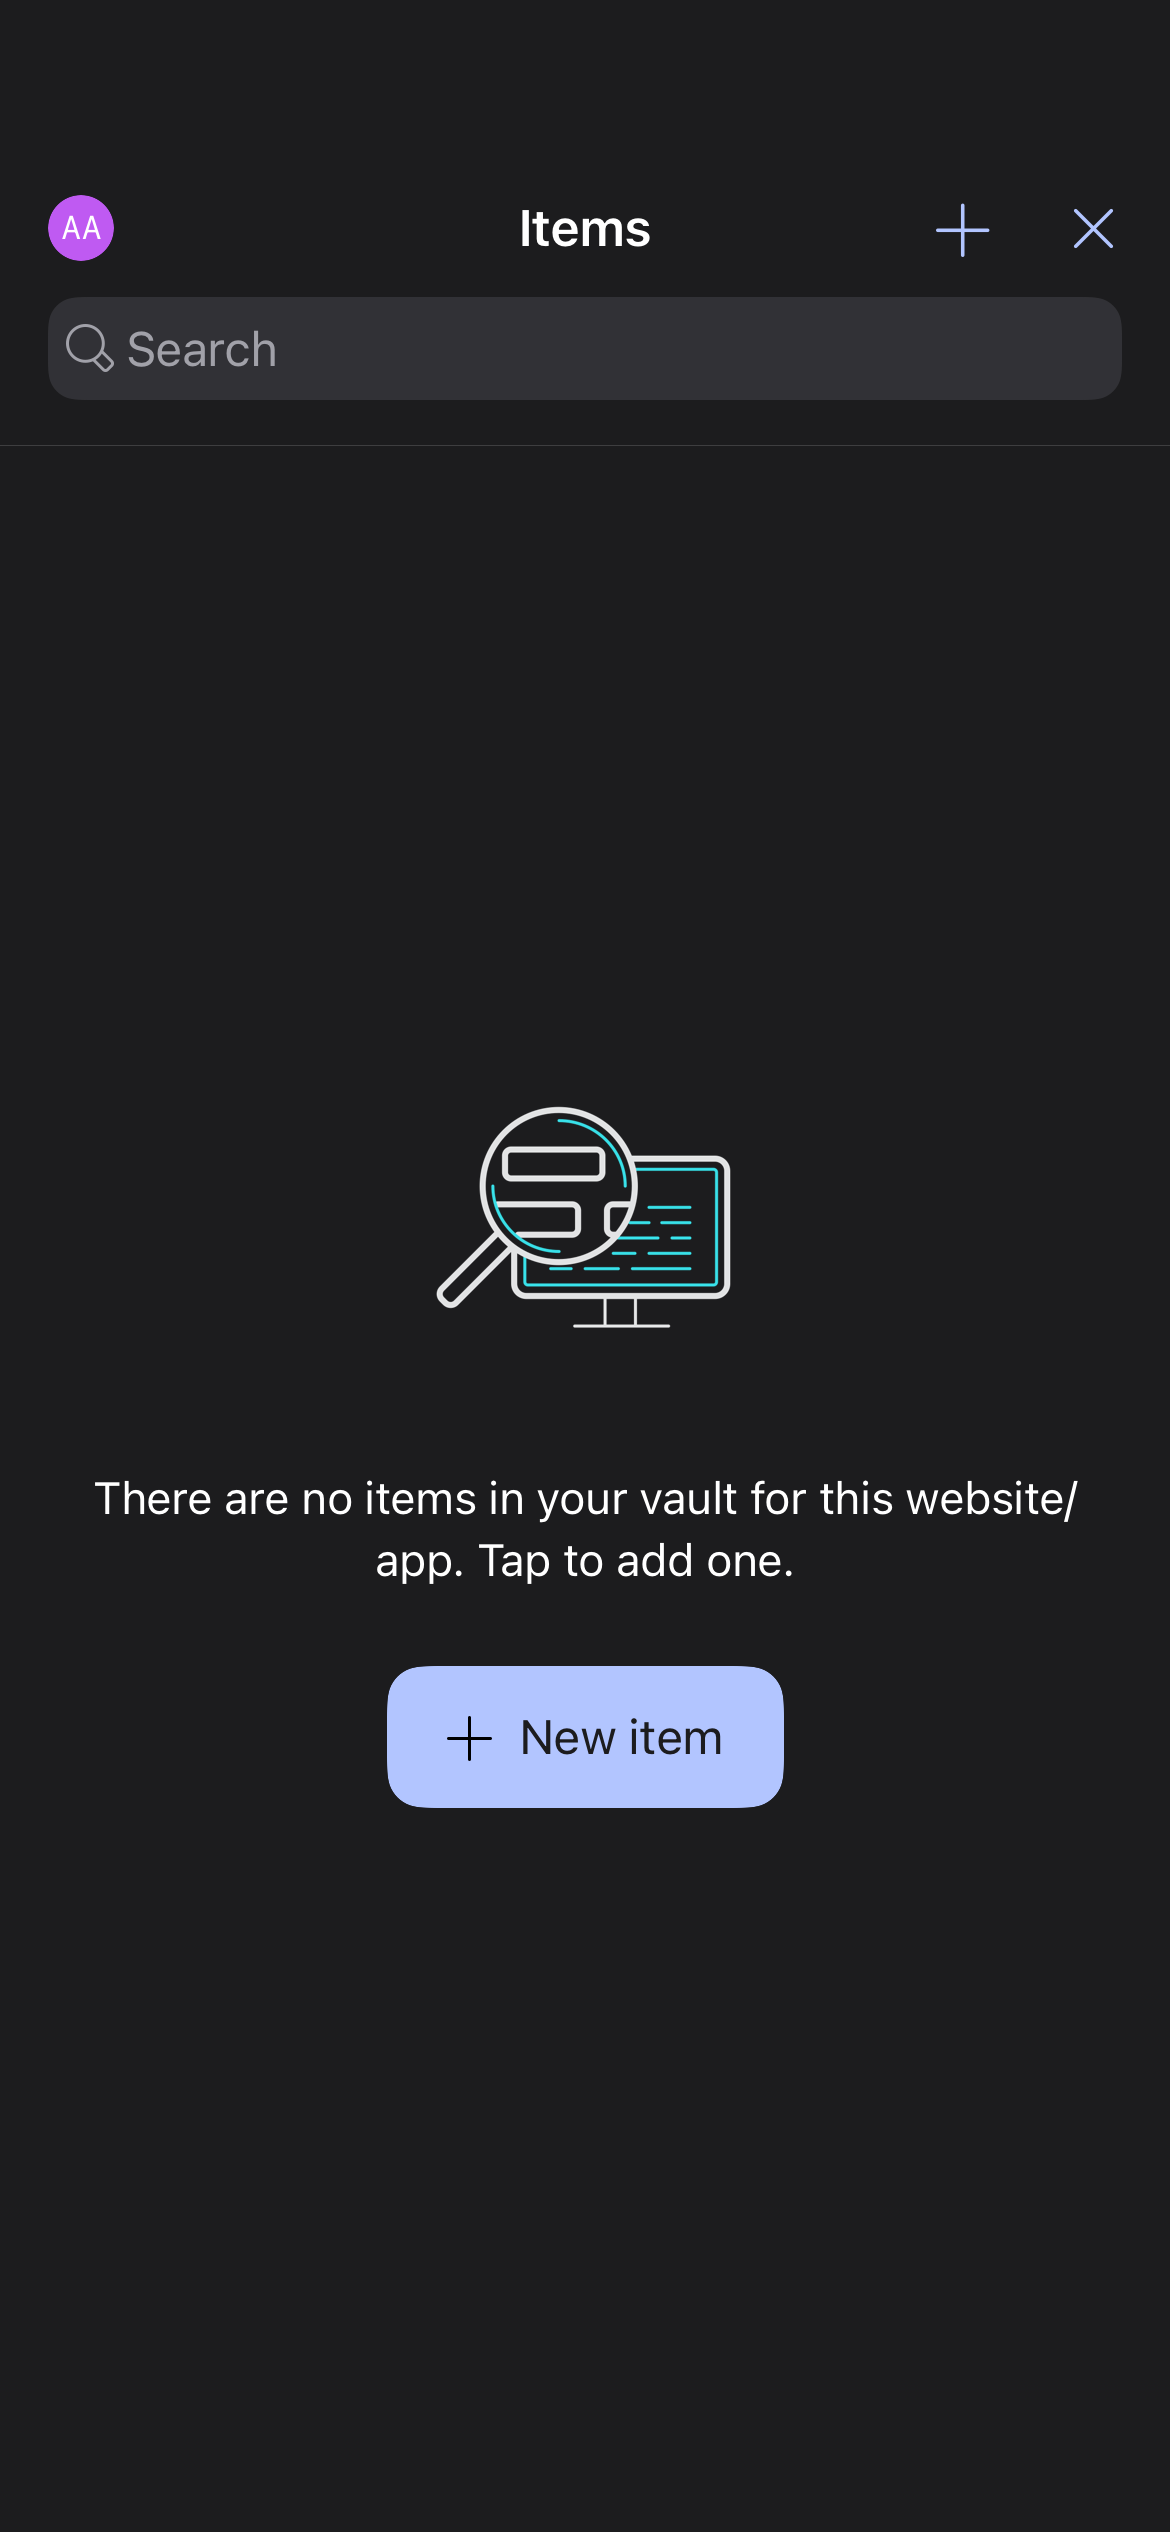 AA
Items
Search
There are no items in your vault for this website/
app. Tap to add one.
New item